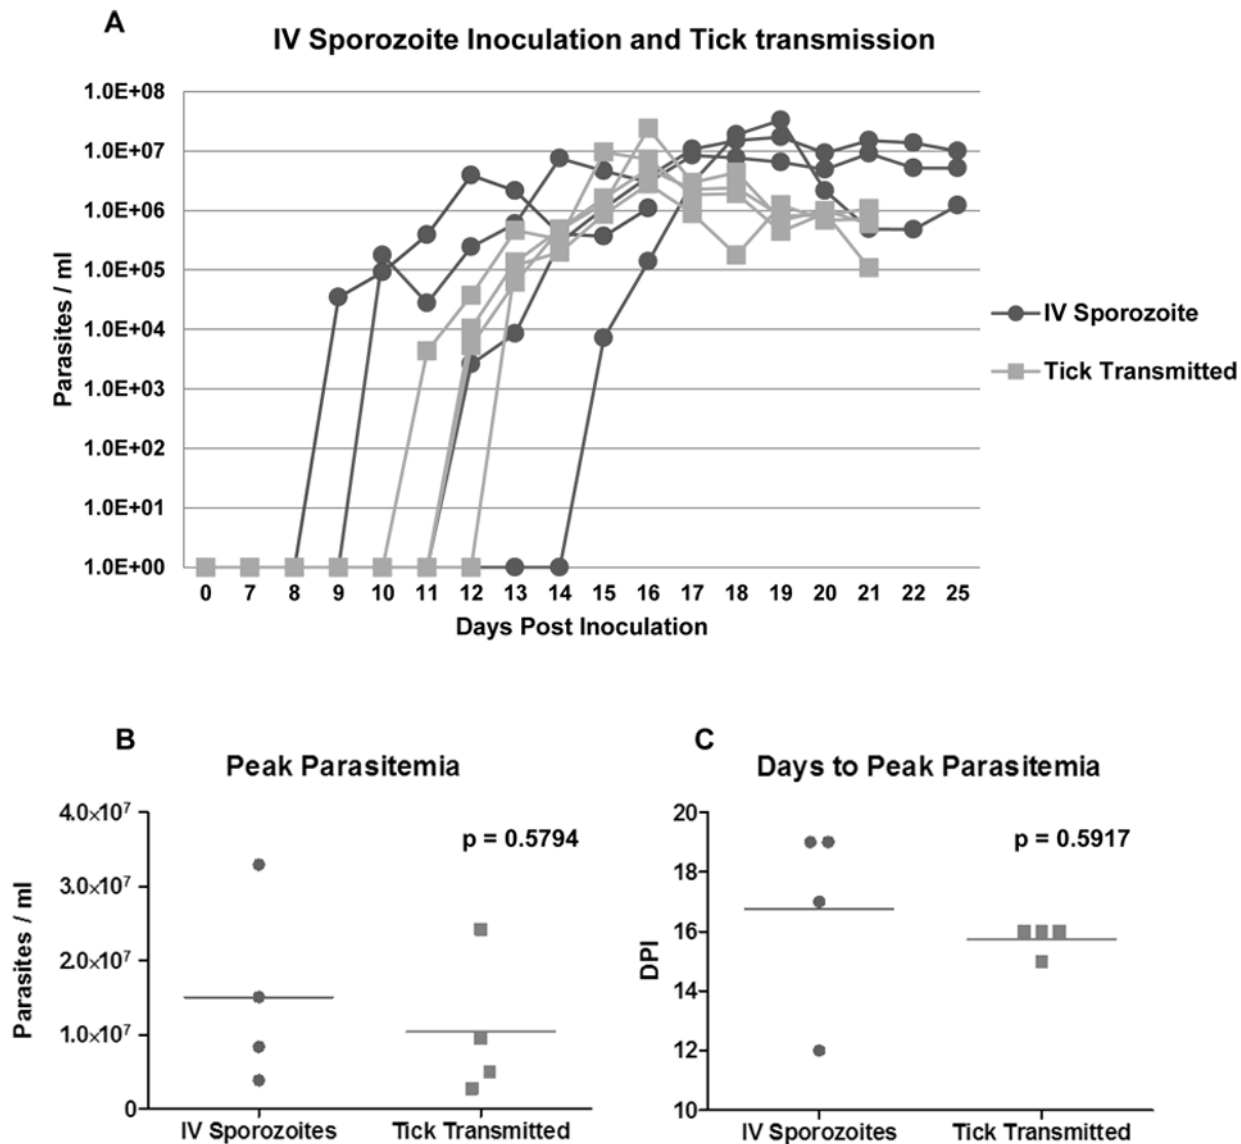 A
IV Sporozoite Inoculation and Tick transmission
1.0E+08
1.0E+07
1.0E+06
1.0E+05
1.0E+04
1.0E+03
1.0E+02
1.0E+01
1.0E+00
Parasites / ml
0 7 8 9 10 11 12 13 14 15 16 17 18 19 20 21 22 25
Days Post Inoculation
IV Sporozoite
Tick Transmitted
B
Peak Parasitemia
4.0×10⁷
3.0×10⁷
2.0×10⁷
1.0×10⁷
0
Parasites / ml
p = 0.5794
IV Sporozoites Tick Transmitted
C
Days to Peak Parasitemia
20
18
16
14
12
10
DPI
p = 0.5917
IV Sporozoites Tick Transmitted